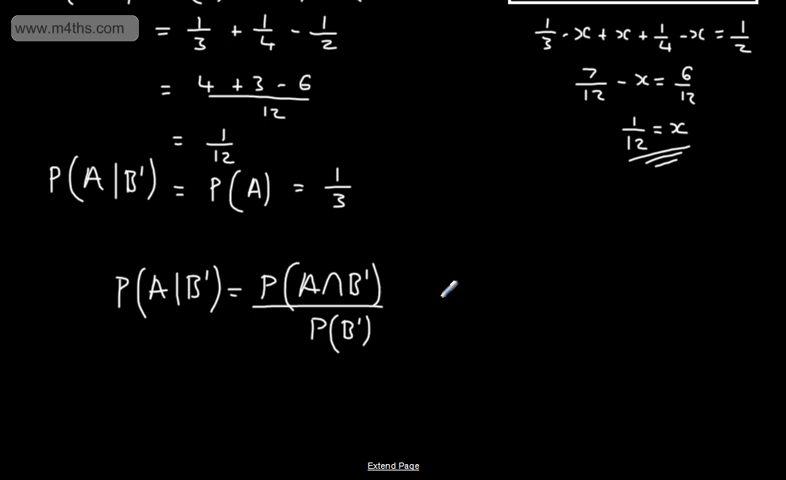 www.m4ths.com
= 1/3 + 1/4 - 1/2
= (4 + 3 - 6)/12
= 1/12
P(A|B') = P(A) = 1/3
P(A|B') = P(A∩B')/P(B')
1/3 - x + x + 1/4 - x = 1/2
7/12 - x = 6/12
1/12 = x
Extend Page